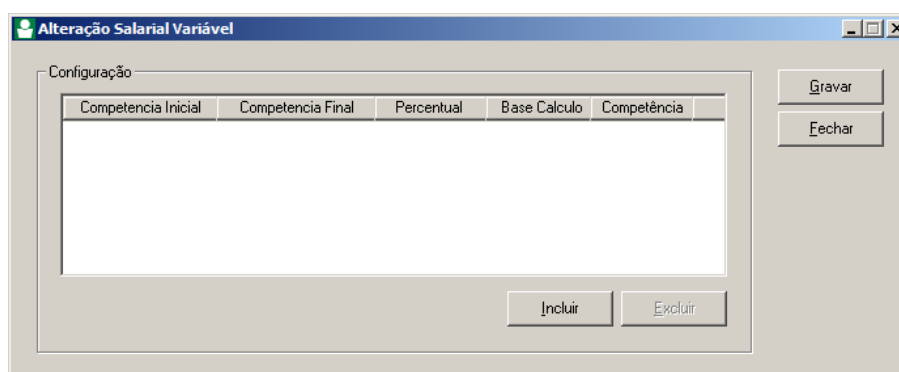 Alteração Salarial Variável
Configuração
Competencia Inicial Competencia Final Percentual Base Calculo Competência
Gravar
Fechar
Incluir Excluir